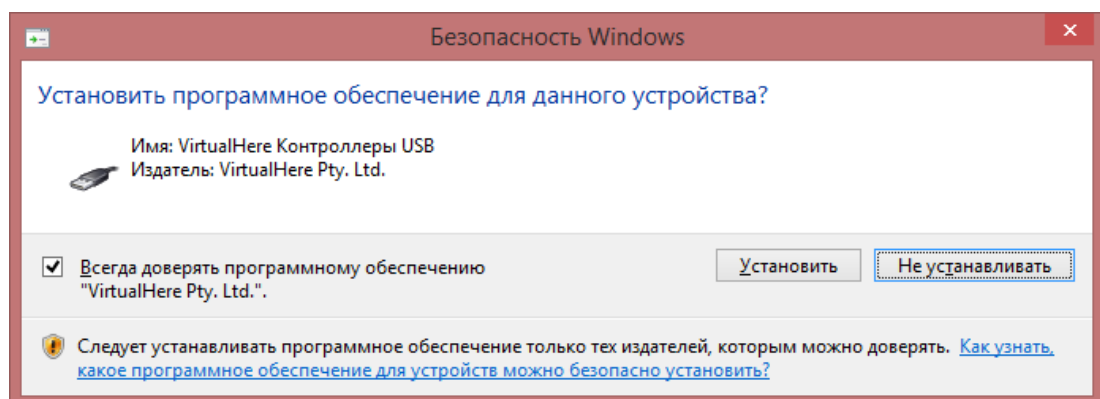 Безопасность Windows
Установить программное обеспечение для данного устройства?
Имя: VirtualHere Контроллеры USB
Издатель: VirtualHere Pty. Ltd.
Всегда доверять программному обеспечению
"VirtualHere Pty. Ltd.".
Установить
Не устанавливать
Следует устанавливать программное обеспечение только тех издателей, которым можно доверять. Как узнать,
какое программное обеспечение для устройств можно безопасно установить?